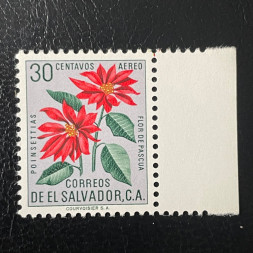 30 CENTAVOS AEREO
POINSETTIAS
FLOR DE PASCUA
CORREOS
DE EL SALVADOR, C.A.
COURVOISIER S.A.